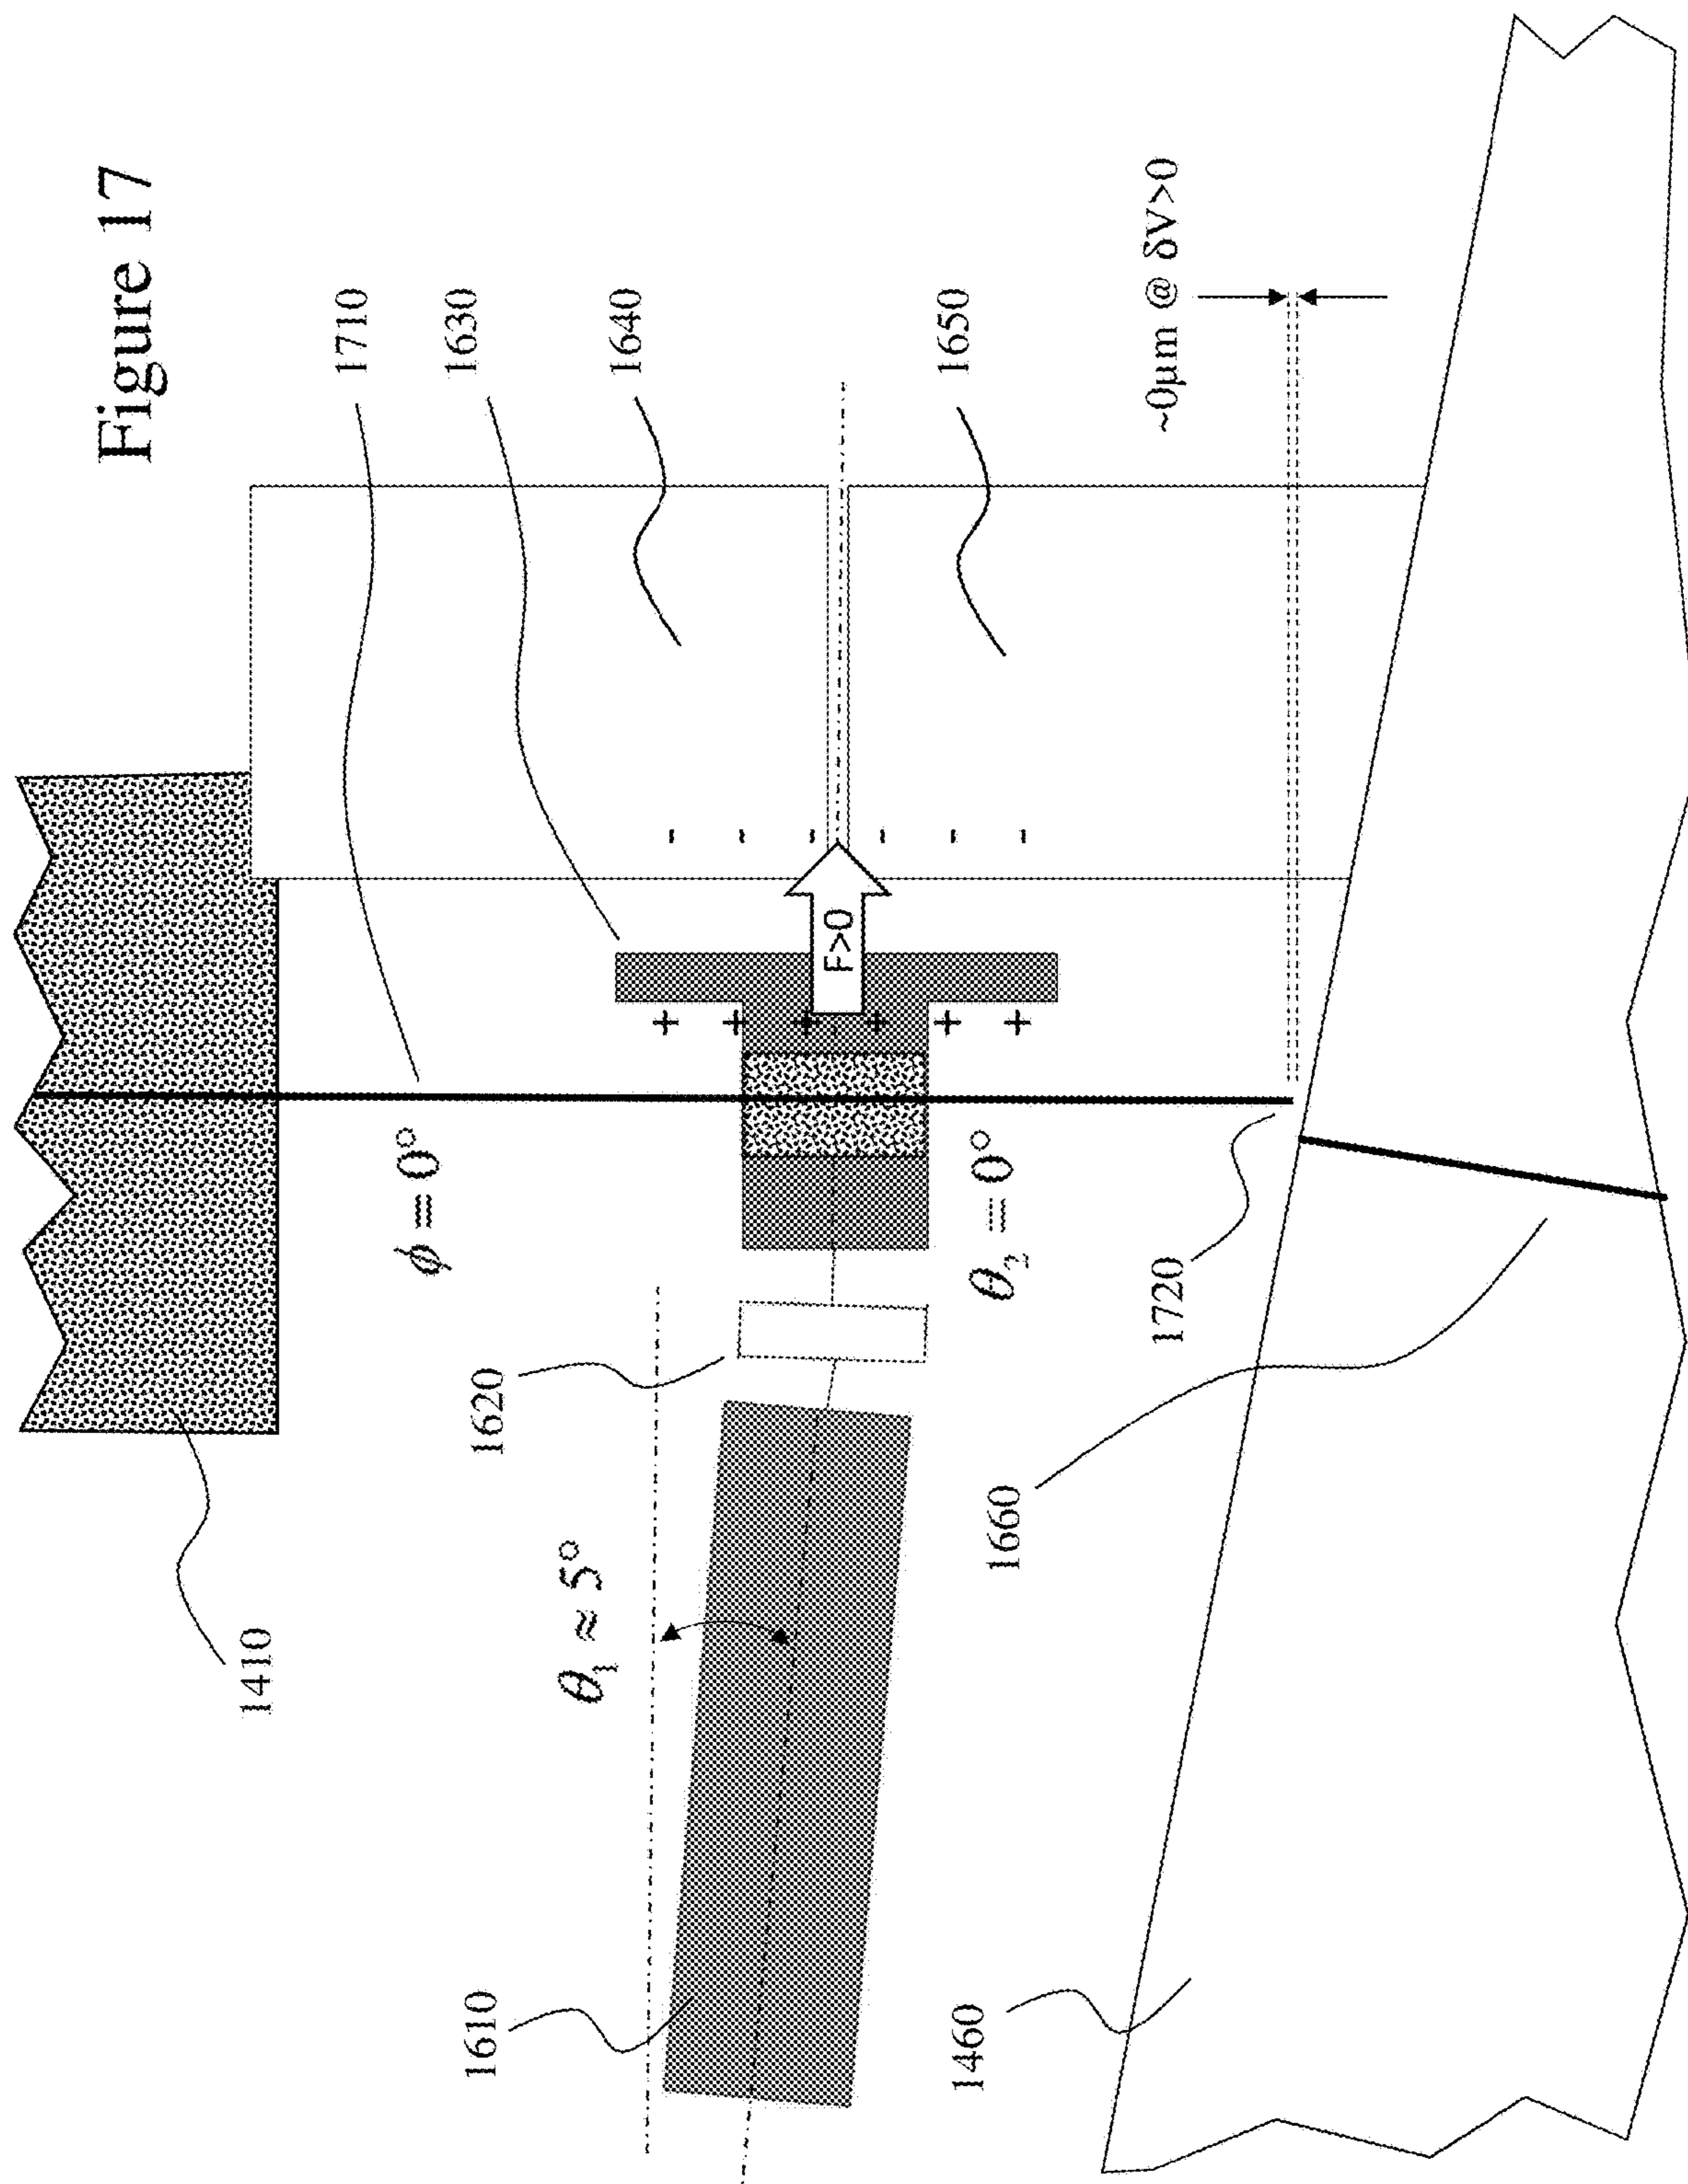 Figure 17
1410
1710
1630
1640
1650
ϕ = 0°
θ₁ ≈ 5°
1620
1610
F>0
+ + + + + +
- - - - - -
θ₂ = 0°
~0μm @ δV>0
1720
1660
1460